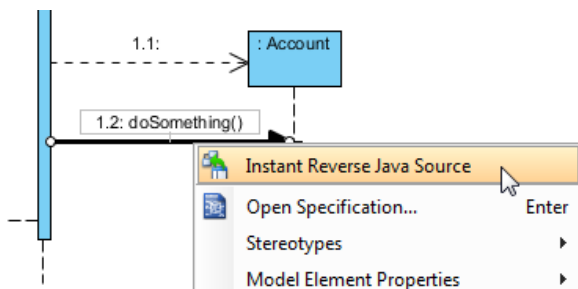 1.1:
: Account
1.2: doSomething()
Instant Reverse Java Source
Open Specification... Enter
Stereotypes
Model Element Properties